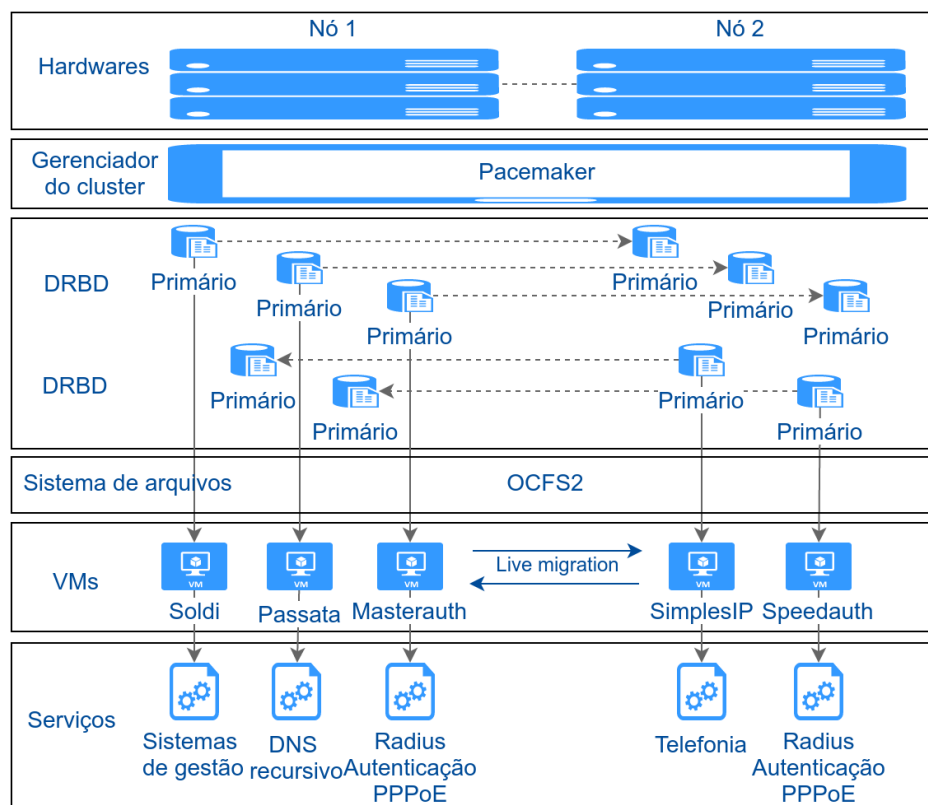 Nó 1
Nó 2
Hardwares
Gerenciador
do cluster
Pacemaker
DRBD
Primário
Primário
Primário
Primário
Primário
Primário
DRBD
Primário
Primário
Primário
Primário
Sistema de arquivos
OCFS2
VMs
VM
VM
VM
Live migration
VM
VM
Soldi
Passata
Masterauth
SimplesIP
Speedauth
Serviços
Sistemas
de gestão
DNS
recursivo
Radius
Autenticação
PPPoE
Telefonia
Radius
Autenticação
PPPoE